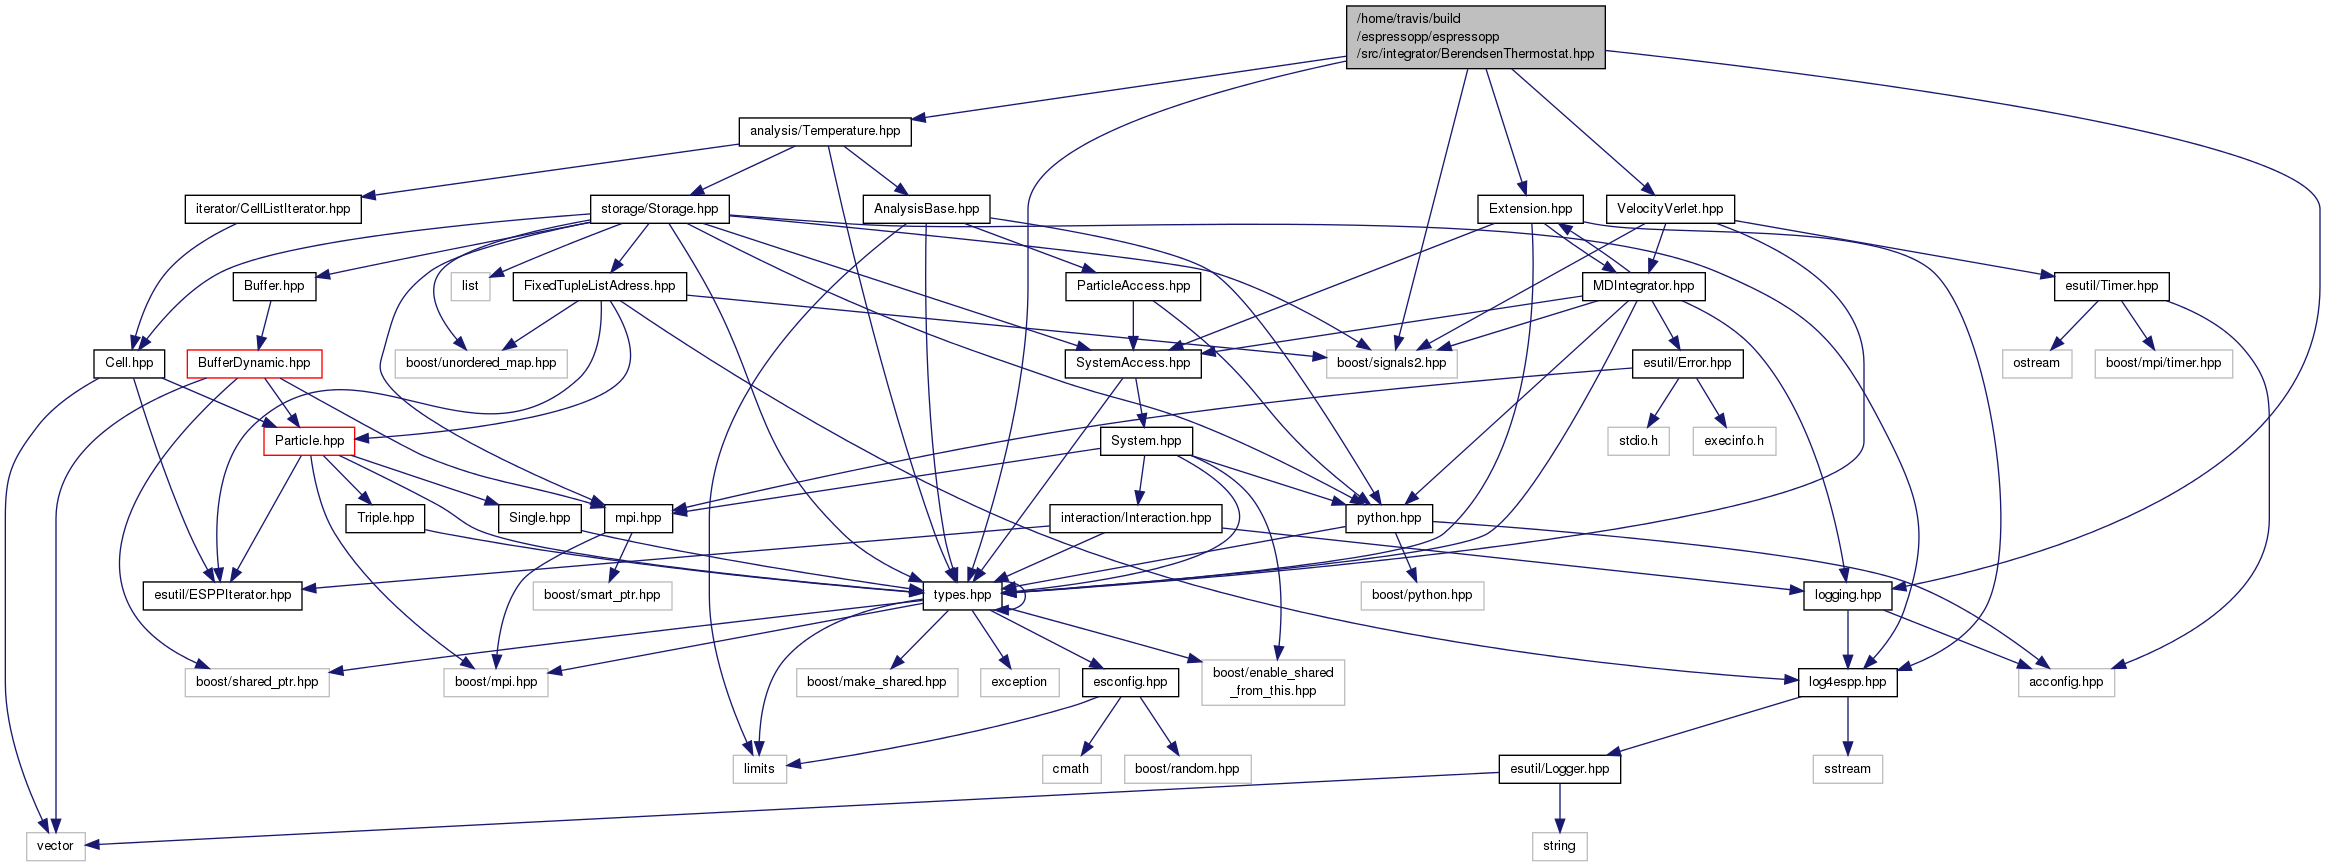 /home/travis/build
/espressopp/espressopp
/src/integrator/BerendsenThermostat.hpp
analysis/Temperature.hpp
iterator/CellListIterator.hpp
storage/Storage.hpp
AnalysisBase.hpp
Extension.hpp
VelocityVerlet.hpp
Buffer.hpp
list
FixedTupleListAdress.hpp
ParticleAccess.hpp
MDIntegrator.hpp
esutil/Timer.hpp
Cell.hpp
BufferDynamic.hpp
boost/unordered_map.hpp
SystemAccess.hpp
boost/signals2.hpp
esutil/Error.hpp
ostream
boost/mpi/timer.hpp
Particle.hpp
System.hpp
stdio.h
execinfo.h
Triple.hpp
Single.hpp
mpi.hpp
interaction/Interaction.hpp
python.hpp
esutil/ESPPIterator.hpp
boost/smart_ptr.hpp
types.hpp
boost/python.hpp
logging.hpp
boost/shared_ptr.hpp
boost/mpi.hpp
boost/make_shared.hpp
exception
esconfig.hpp
boost/enable_shared
_from_this.hpp
log4espp.hpp
acconfig.hpp
limits
cmath
boost/random.hpp
esutil/Logger.hpp
sstream
vector
string